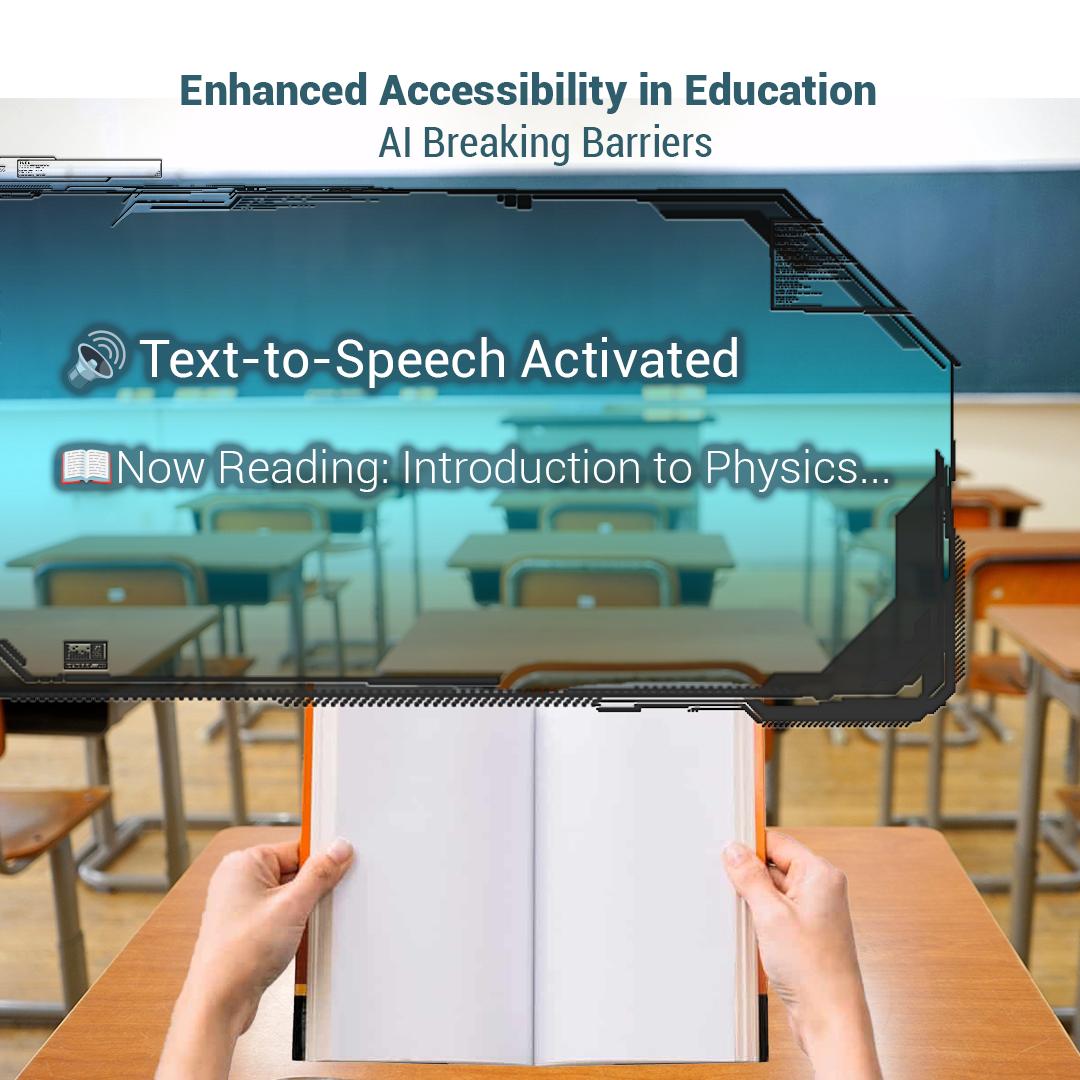 Enhanced Accessibility in Education
AI Breaking Barriers
🔊 Text-to-Speech Activated
📖Now Reading: Introduction to Physics...